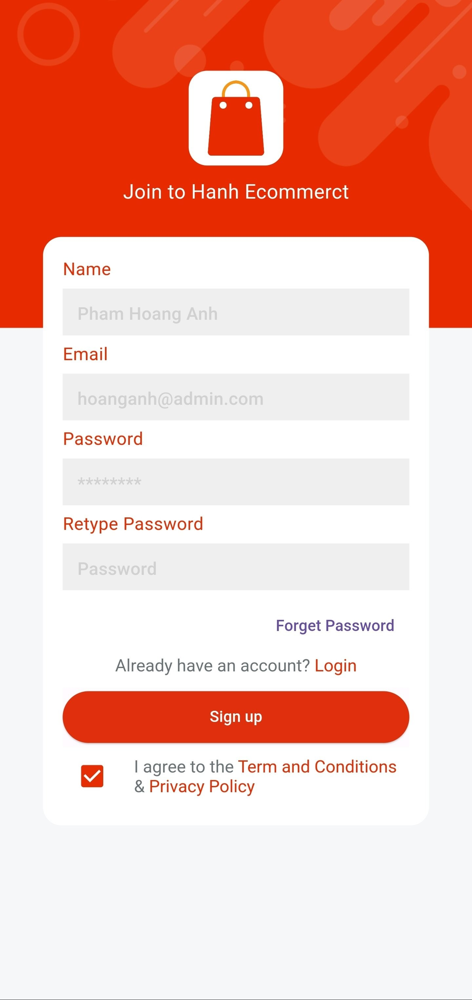 Join to Hanh Ecommerct
Name
Pham Hoang Anh
Email
hoanganh@admin.com
Password
********
Retype Password
Password
Forget Password
Already have an account? Login
Sign up
I agree to the Term and Conditions
& Privacy Policy